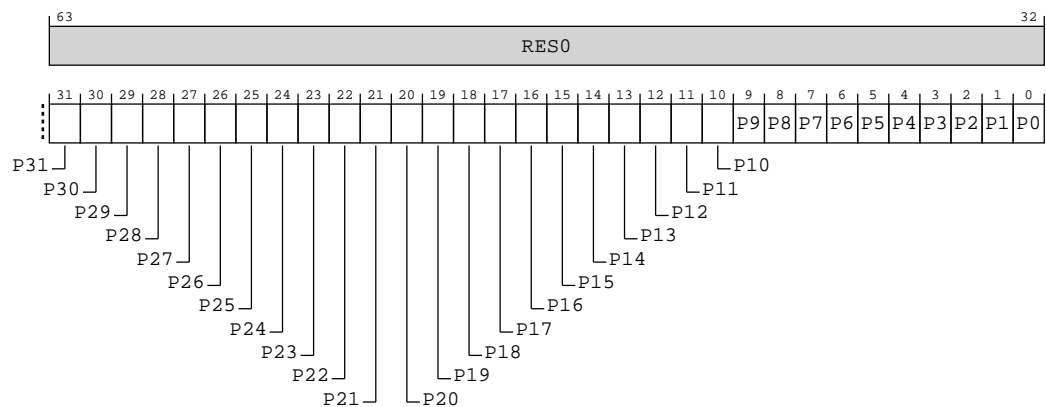 63 32
RES0
31 30 29 28 27 26 25 24 23 22 21 20 19 18 17 16 15 14 13 12 11 10 9 8 7 6 5 4 3 2 1 0
P9 P8 P7 P6 P5 P4 P3 P2 P1 P0
P31 P10
P30 P11
P29 P12
P28 P13
P27 P14
P26 P15
P25 P16
P24 P17
P23 P18
P22 P19
P21 P20